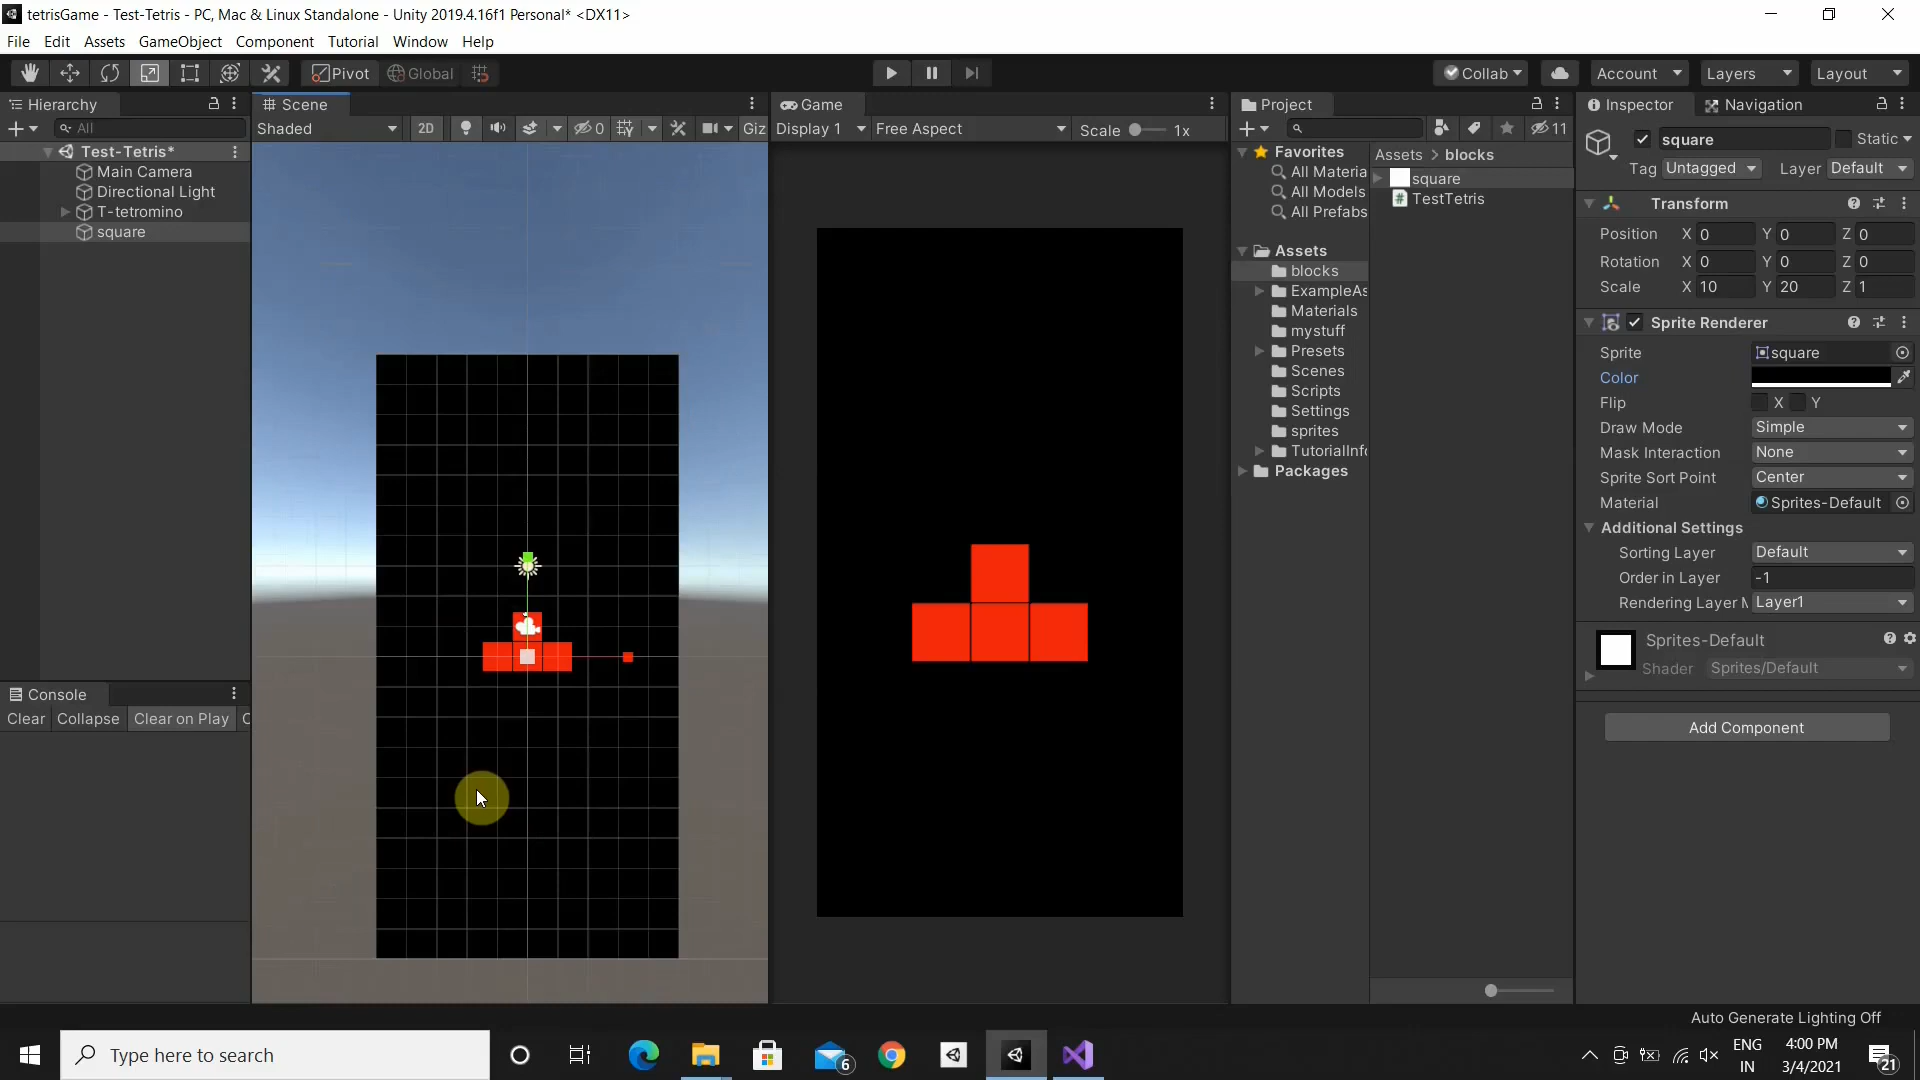 tetrisGame - Test-Tetris - PC, Mac & Linux Standalone - Unity 2019.4.16f1 Personal* <DX11>
File Edit Assets GameObject Component Tutorial Window Help
Pivot Global Collab Account Layers Layout
Hierarchy
All
Test-Tetris*
Main Camera
Directional Light
T-tetromino
square
Console
Clear Collapse Clear on Play C
Scene
Shaded 2D 0 Giz
Game
Display 1 Free Aspect Scale 1x
Project
11
Favorites
All Materia
All Models
All Prefabs
Assets
blocks
ExampleAs
Materials
mystuff
Presets
Scenes
Scripts
Settings
sprites
TutorialInfo
Packages
Assets > blocks
square
TestTetris
Inspector Navigation
square Static
Tag Untagged Layer Default
Transform
Position X 0 Y 0 Z 0
Rotation X 0 Y 0 Z 0
Scale X 10 Y 20 Z 1
Sprite Renderer
Sprite square
Color
Flip X Y
Draw Mode Simple
Mask Interaction None
Sprite Sort Point Center
Material Sprites-Default
Additional Settings
Sorting Layer Default
Order in Layer -1
Rendering Layer M Layer1
Sprites-Default
Shader Sprites/Default
Add Component
Auto Generate Lighting Off
Type here to search
6
ENG
IN
4:00 PM
3/4/2021
21